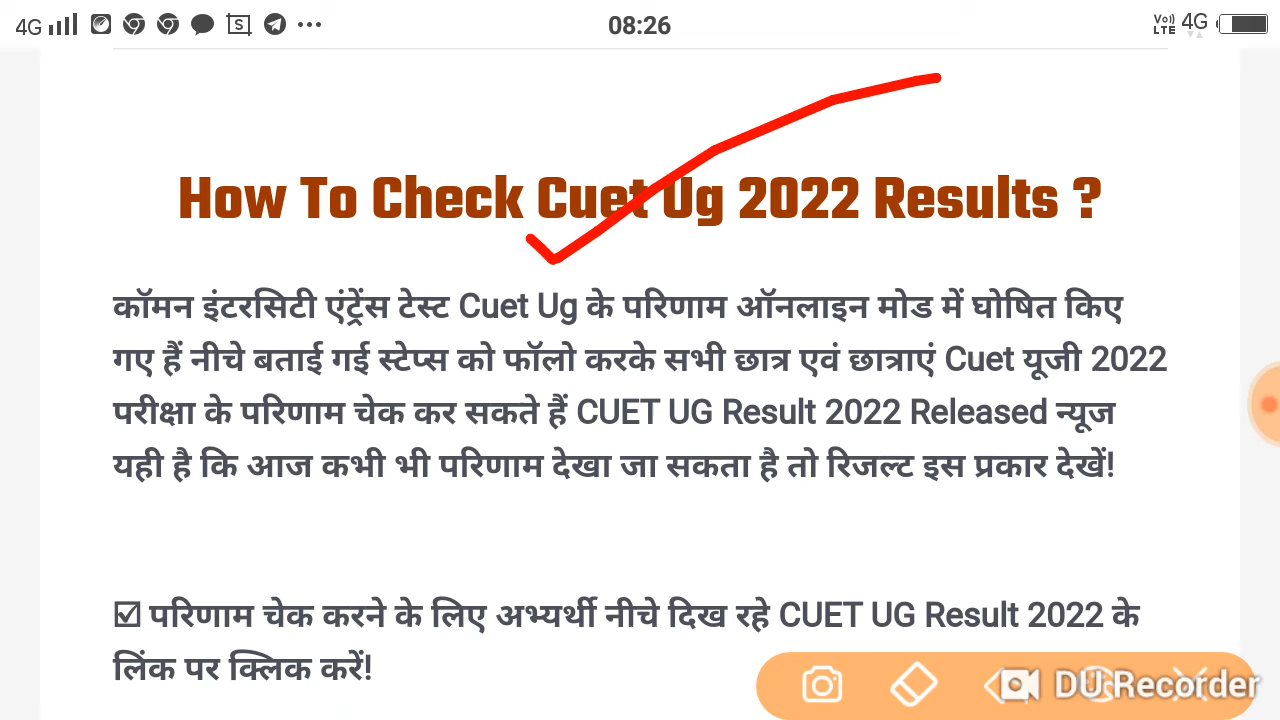 4G
S
08:26
Vo)) LTE
4G
How To Check Cuet Ug 2022 Results ?
कॉमन इंटरसिटी एंट्रेंस टेस्ट Cuet Ug के परिणाम ऑनलाइन मोड में घोषित किए
गए हैं नीचे बताई गई स्टेप्स को फॉलो करके सभी छात्र एवं छात्राएं Cuet यूजी 2022
परीक्षा के परिणाम चेक कर सकते हैं CUET UG Result 2022 Released न्यूज
यही है कि आज कभी भी परिणाम देखा जा सकता है तो रिजल्ट इस प्रकार देखें!
☑ परिणाम चेक करने के लिए अभ्यर्थी नीचे दिख रहे CUET UG Result 2022 के
लिंक पर क्लिक करें!
DU Recorder